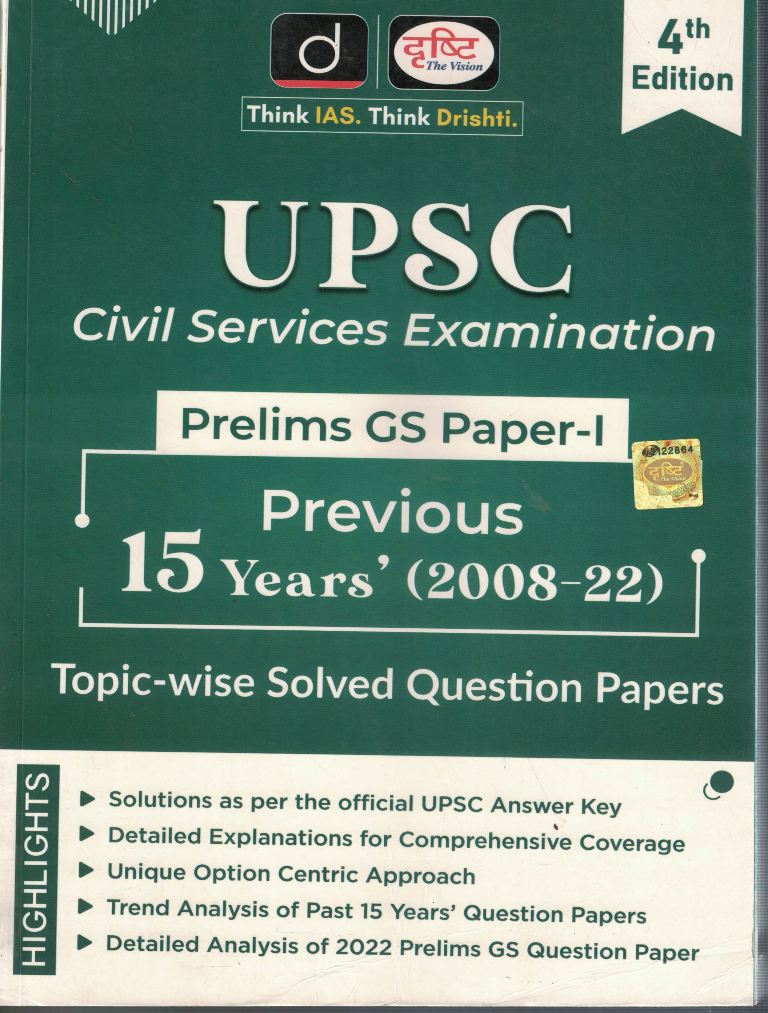 d
दृष्टि
The Vision
4th
Edition
Think IAS. Think Drishti.
UPSC
Civil Services Examination
Prelims GS Paper-I
122864
दृष्टि
The Vision
Previous
15 Years' (2008-22)
Topic-wise Solved Question Papers
HIGHLIGHTS
Solutions as per the official UPSC Answer Key
Detailed Explanations for Comprehensive Coverage
Unique Option Centric Approach
Trend Analysis of Past 15 Years' Question Papers
Detailed Analysis of 2022 Prelims GS Question Paper